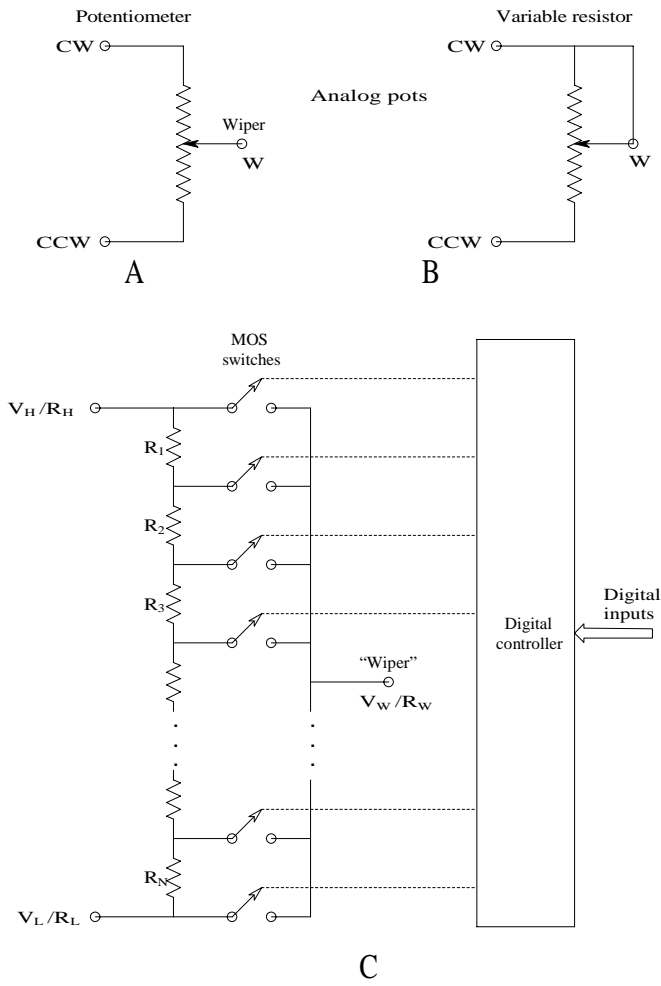 Potentiometer
Variable resistor
CW
CW
Analog pots
Wiper
W
W
CCW
CCW
A
B
MOS
switches
V_H/R_H
R_1
R_2
R_3
Digital
inputs
Digital
controller
“Wiper”
V_W/R_W
R_N
V_L/R_L
C